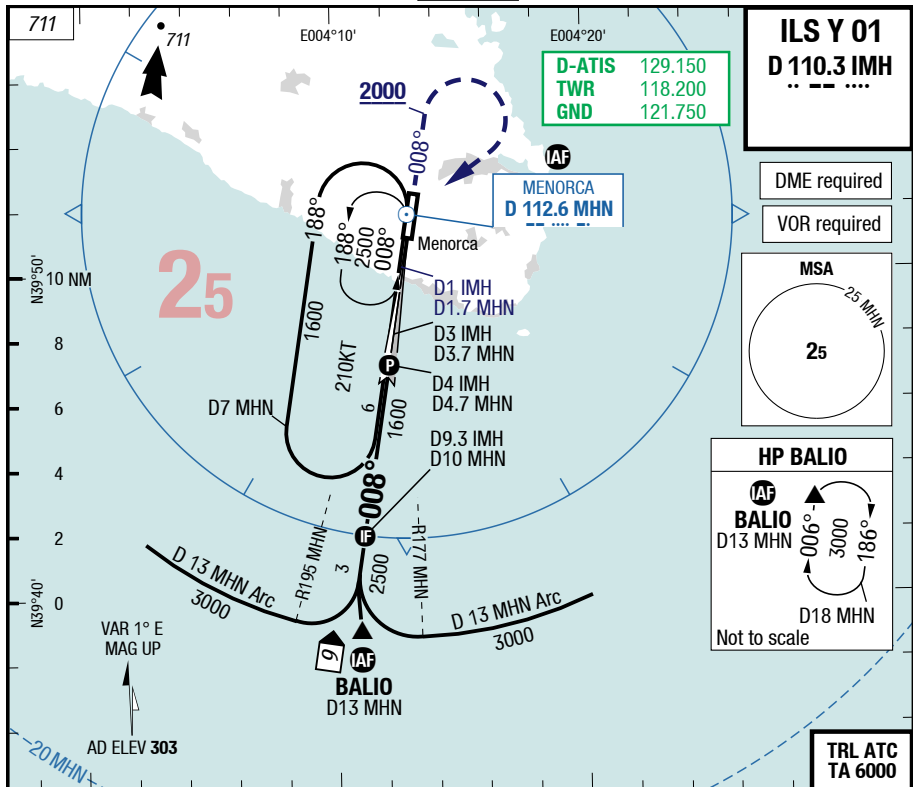 711
711
E004°10'
E004°20'
ILS Y 01
D 110.3 IMH
D-ATIS 129.150
TWR 118.200
GND 121.750
2000
008°
IAF
MENORCA
D 112.6 MHN
DME required
VOR required
Menorca
188°
188°
2500
008°
MSA
25 MHN
25
N39°50'
10 NM
25
1600
D1 IMH
D1.7 MHN
D3 IMH
D3.7 MHN
8
210KT
P
D4 IMH
D4.7 MHN
D7 MHN
6
6
1600
D9.3 IMH
D10 MHN
4
008°
HP BALIO
IAF
BALIO
D13 MHN
006°
3000
186°
D18 MHN
Not to scale
2
IF
R195 MHN
3
2500
R177 MHN
D 13 MHN Arc
3000
D 13 MHN Arc
3000
N39°40'
0
VAR 1° E
MAG UP
9
IAF
BALIO
D13 MHN
AD ELEV 303
20 MHN
TRL ATC
TA 6000